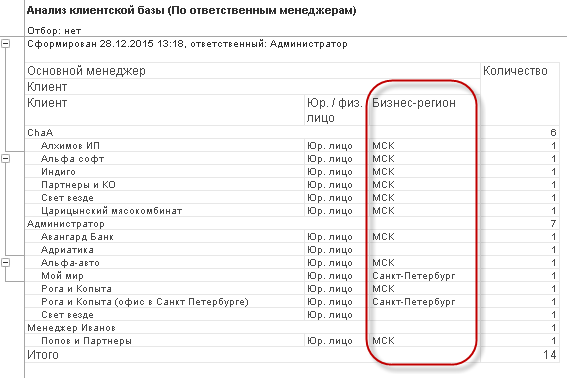 Анализ клиентской базы (По ответственным менеджерам)
Отбор: нет
Сформирован 28.12.2015 13:18, ответственный: Администратор
Основной менеджер Количество
Клиент
Клиент Юр. / физ. лицо Бизнес-регион
ChaA 6
Алхимов ИП Юр. лицо МСК 1
Альфа софт Юр. лицо МСК 1
Индиго Юр. лицо МСК 1
Партнеры и КО Юр. лицо МСК 1
Свет везде Юр. лицо МСК 1
Царицынский мясокомбинат Юр. лицо МСК 1
Администратор 7
Авангард Банк Юр. лицо МСК 1
Адриатика Юр. лицо 1
Альфа-авто Юр. лицо МСК 1
Мой мир Юр. лицо Санкт-Петербург 1
Рога и Копыта Юр. лицо МСК 1
Рога и Копыта (офис в Санкт Петербурге) Юр. лицо Санкт-Петербург 1
Свет везде Юр. лицо 1
Менеджер Иванов 1
Попов и Партнеры Юр. лицо МСК 1
Итого 14